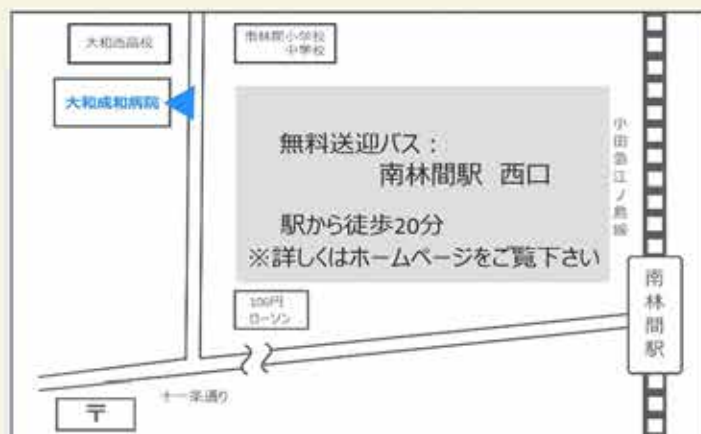 大和西高校
南林間小学校
中学校
大和成和病院
無料送迎バス：
南林間駅 西口
駅から徒歩20分
※詳しくはホームページをご覧下さい
小田急江ノ島線
南林間駅
100円
ローソン
十一条通り
〒